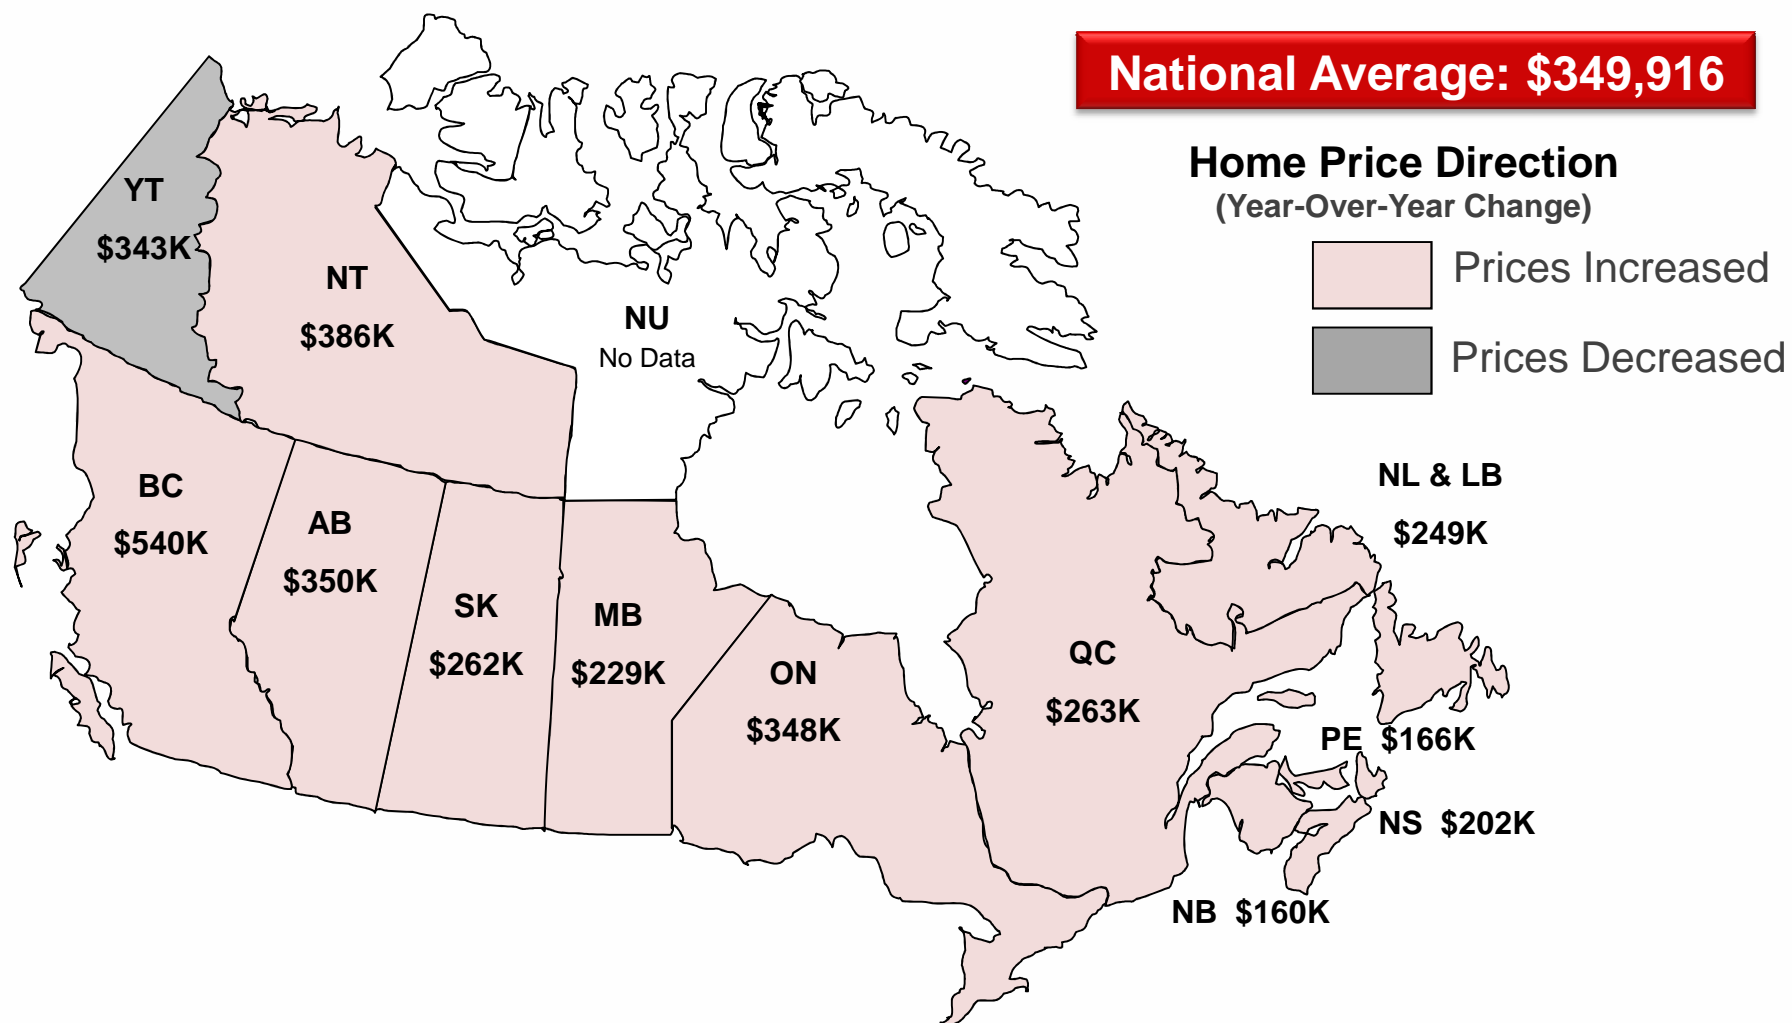 National Average: $349,916
Home Price Direction
(Year-Over-Year Change)
Prices Increased
Prices Decreased
YT
$343K
NT
$386K
NU
No Data
BC
$540K
AB
$350K
SK
$262K
MB
$229K
ON
$348K
QC
$263K
NL & LB
$249K
PE $166K
NS $202K
NB $160K